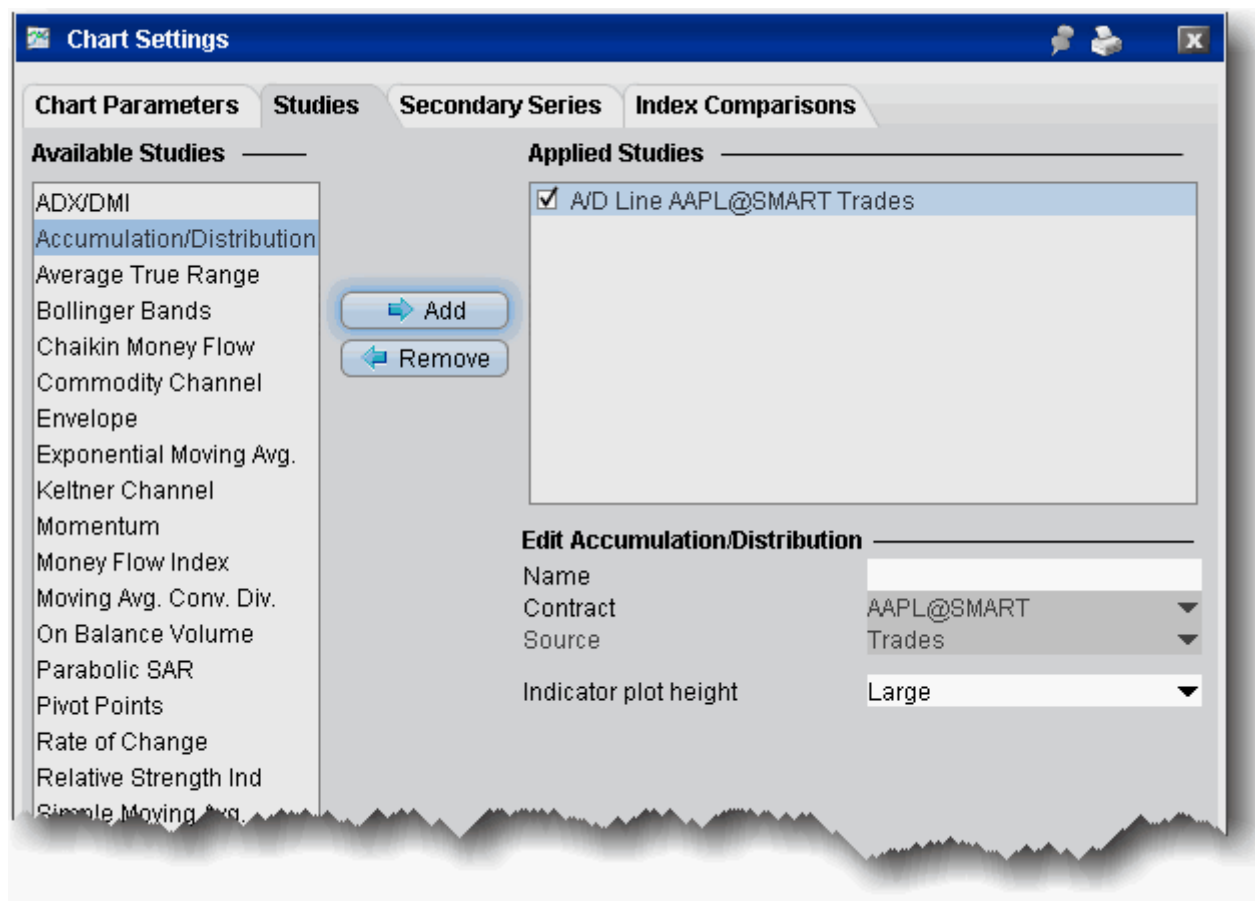 Chart Settings
Chart Parameters Studies Secondary Series Index Comparisons
Available Studies
ADX/DMI
Accumulation/Distribution
Average True Range
Bollinger Bands
Chaikin Money Flow
Commodity Channel
Envelope
Exponential Moving Avg.
Keltner Channel
Momentum
Money Flow Index
Moving Avg. Conv. Div.
On Balance Volume
Parabolic SAR
Pivot Points
Rate of Change
Relative Strength Ind
Simple Moving Avg.
Add
Remove
Applied Studies
A/D Line AAPL@SMART Trades
Edit Accumulation/Distribution
Name
Contract AAPL@SMART
Source Trades
Indicator plot height Large